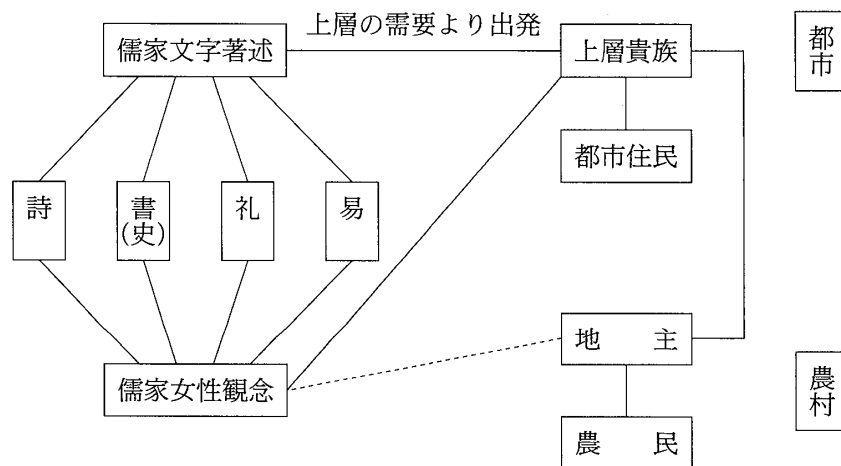 上層の需要より出発
儒家文字著述
上層貴族
都市
都市住民
詩
書
(史)
礼
易
地主
儒家女性観念
農村
農民